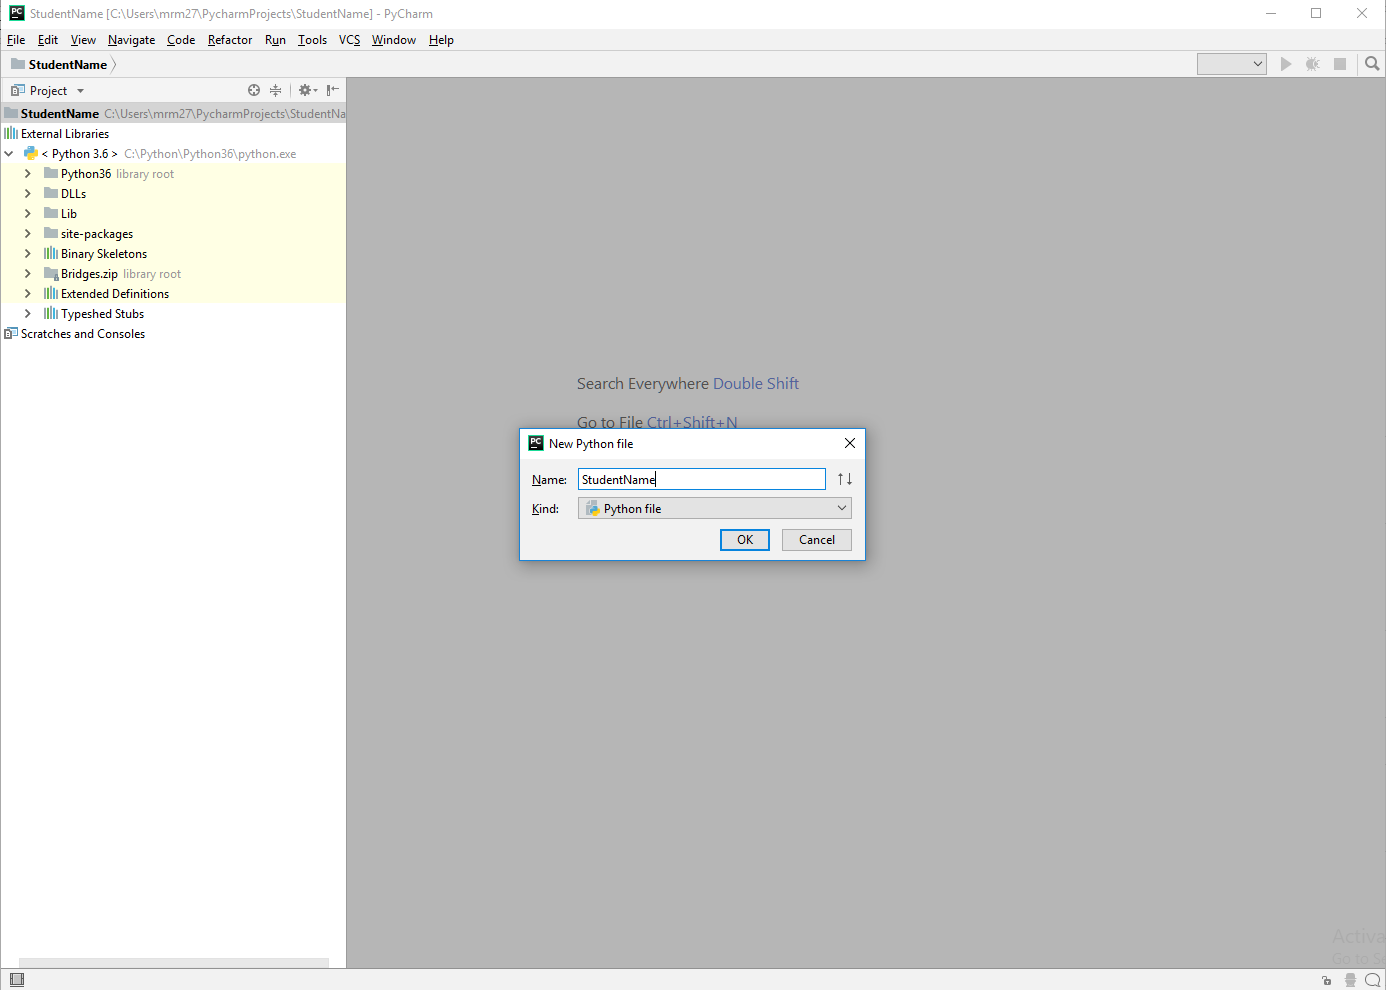 StudentName [C:\Users\mrm27\PycharmProjects\StudentName] - PyCharm
File Edit View Navigate Code Refactor Run Tools VCS Window Help
StudentName
Project
StudentName C:\Users\mrm27\PycharmProjects\StudentNa
External Libraries
< Python 3.6 > C:\Python\Python36\python.exe
Python36 library root
DLLs
Lib
site-packages
Binary Skeletons
Bridges.zip library root
Extended Definitions
Typeshed Stubs
Scratches and Consoles
Search Everywhere Double Shift
Go to File Ctrl+Shift+N
New Python file
Name: StudentName
Kind: Python file
OK Cancel
Activa
Go to Se